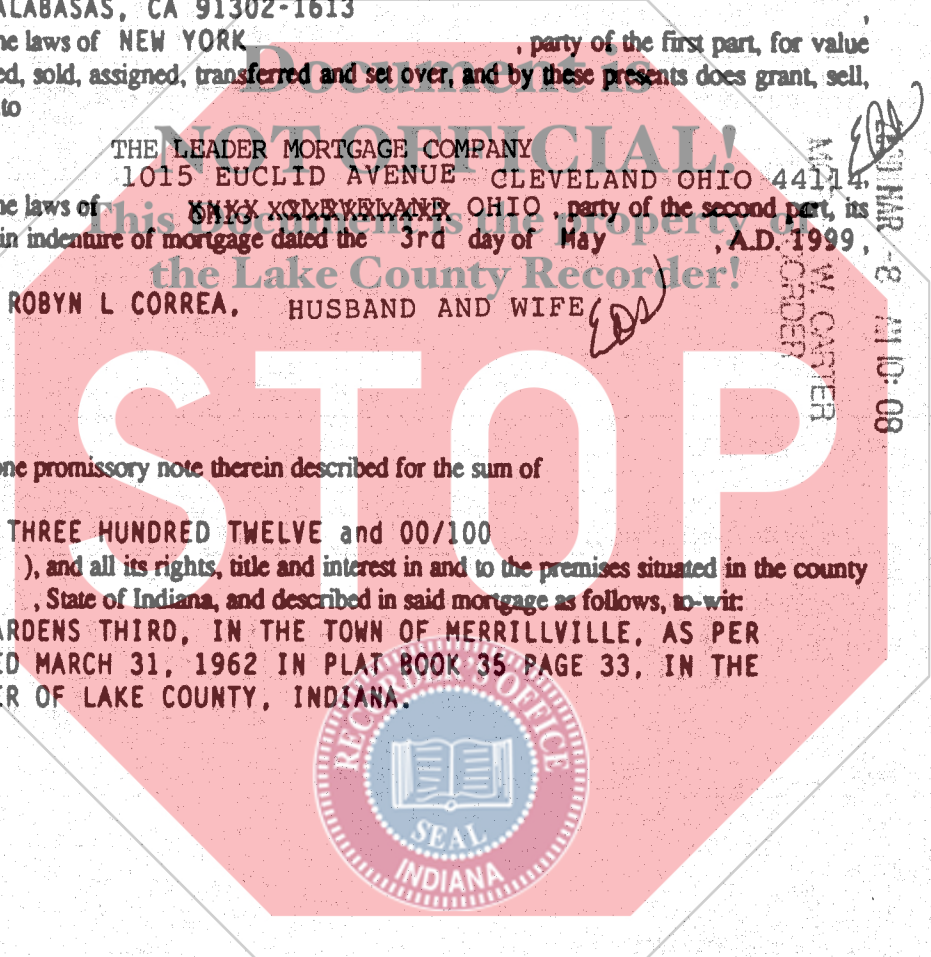 ALABASAS, CA 91302-1613
he laws of NEW YORK , party of the first part, for value
ed, sold, assigned, transferred and set over, and by these presents does grant, sell,
to
Document is
NOT OFFICIAL!
This Document is the property of
the Lake County Recorder!
THE LEADER MORTGAGE COMPANY
1015 EUCLID AVENUE CLEVELAND OHIO 44114,
he laws of OHIO , party of the second part, its
in indenture of mortgage dated the 3rd day of May , A.D. 1999 ,
ROBYN L CORREA, HUSBAND AND WIFE
W. CARTER
MAR -8 10:08
STOP
one promissory note therein described for the sum of
THREE HUNDRED TWELVE and 00/100
), and all its rights, title and interest in and to the premises situated in the county
, State of Indiana, and described in said mortgage as follows, to-wit:
ARDENS THIRD, IN THE TOWN OF MERRILLVILLE, AS PER
ED MARCH 31, 1962 IN PLAT BOOK 35 PAGE 33, IN THE
ER OF LAKE COUNTY, INDIANA.
RECORDER'S OFFICE
SEAL
INDIANA